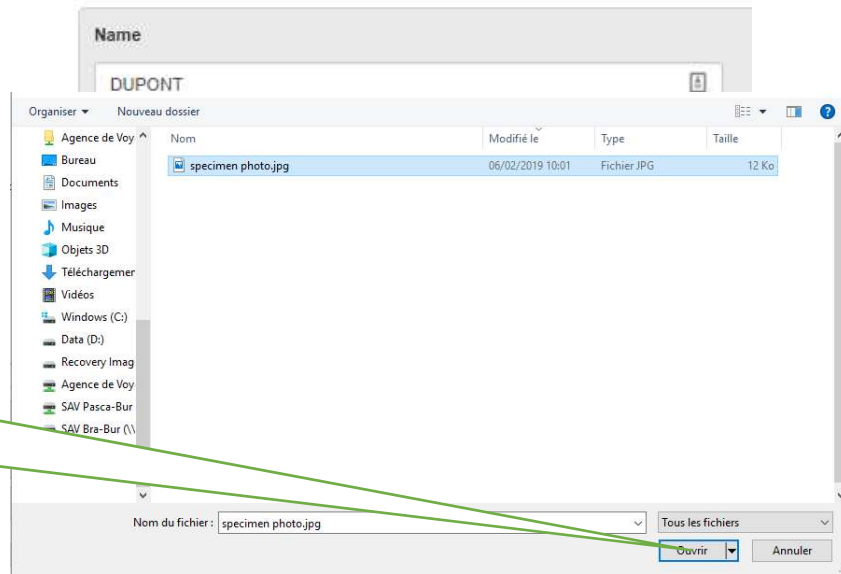 Name
DUPONT
Organiser Nouveau dossier
Nom Modifié le Type Taille
specimen photo.jpg 06/02/2019 10:01 Fichier JPG 12 Ko
Agence de Voy
Bureau
Documents
Images
Musique
Objets 3D
Téléchargemen
Vidéos
Windows (C:)
Data (D:)
Recovery Imag
Agence de Voy
SAV Pasca-Bur
SAV Bra-Bur (\\
Nom du fichier : specimen photo.jpg Tous les fichiers
Ouvrir Annuler